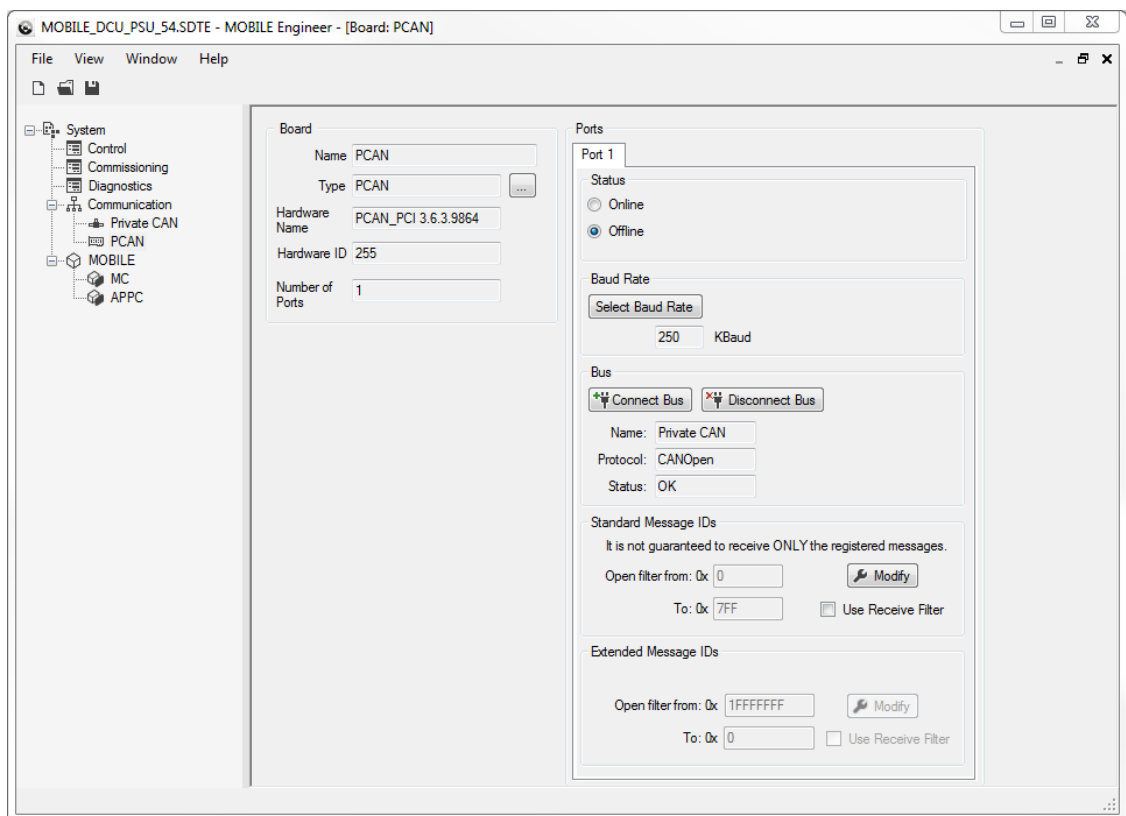 MOBILE_DCU_PSU_54.SDTE - MOBILE Engineer - [Board: PCAN]
File View Window Help
System
Control
Commissioning
Diagnostics
Communication
Private CAN
PCAN
MOBILE
MC
APPC
Board
Name PCAN
Type PCAN ...
Hardware
Name PCAN_PCI 3.6.3.9864
Hardware ID 255
Number of
Ports 1
Ports
Port 1
Status
Online
Offline
Baud Rate
Select Baud Rate
250 KBaud
Bus
Connect Bus Disconnect Bus
Name: Private CAN
Protocol: CANOpen
Status: OK
Standard Message IDs
It is not guaranteed to receive ONLY the registered messages.
Open filter from: 0x 0 Modify
To: 0x 7FF Use Receive Filter
Extended Message IDs
Open filter from: 0x 1FFFFFFF Modify
To: 0x 0 Use Receive Filter